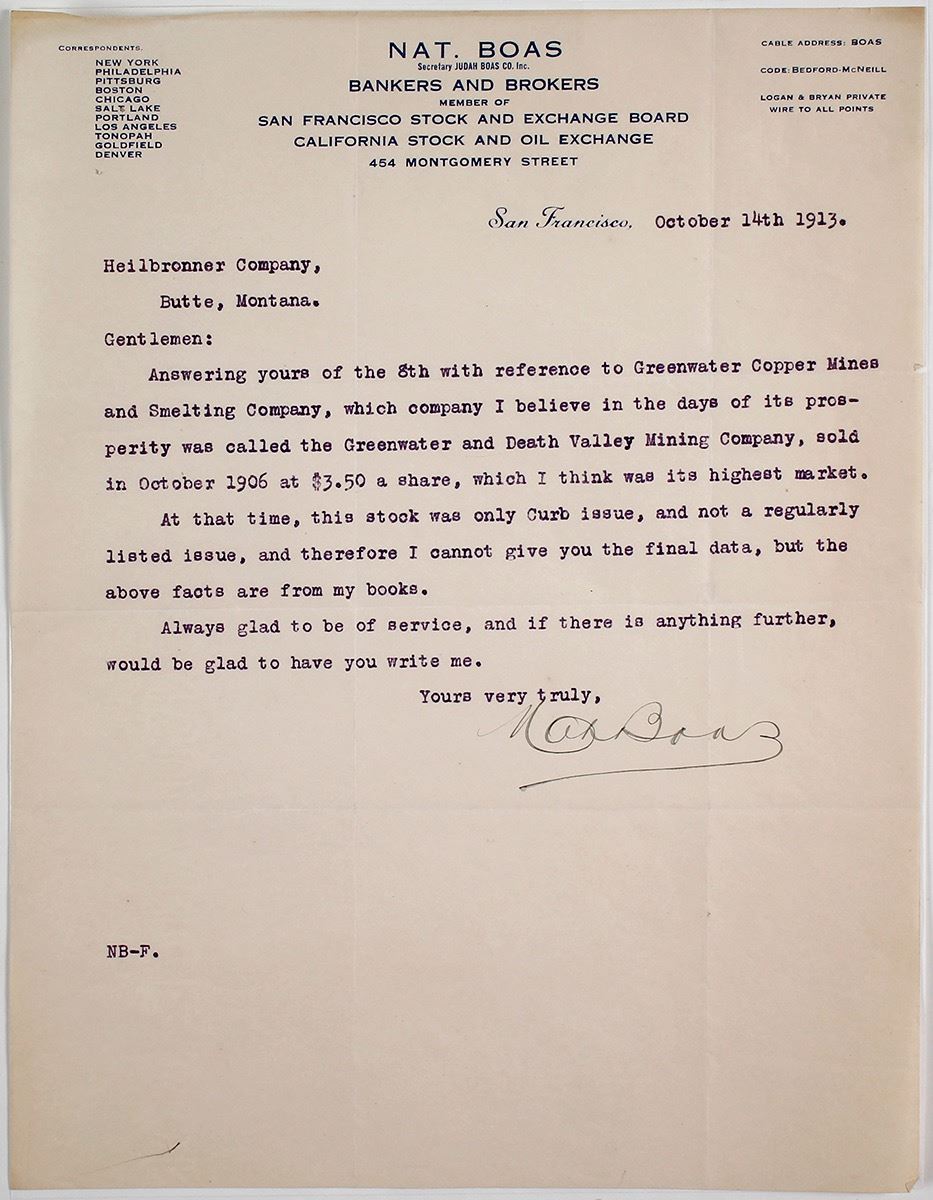 CORRESPONDENTS.
NEW YORK
PHILADELPHIA
PITTSBURG
BOSTON
CHICAGO
SALT LAKE
PORTLAND
LOS ANGELES
TONOPAH
GOLDFIELD
DENVER
NAT. BOAS
Secretary JUDAH BOAS CO. Inc.
BANKERS AND BROKERS
MEMBER OF
SAN FRANCISCO STOCK AND EXCHANGE BOARD
CALIFORNIA STOCK AND OIL EXCHANGE
454 MONTGOMERY STREET
CABLE ADDRESS: BOAS
CODE: BEDFORD-MCNEILL
LOGAN & BRYAN PRIVATE
WIRE TO ALL POINTS
San Francisco, October 14th 1913.
Heilbronner Company,
Butte, Montana.
Gentlemen:
Answering yours of the 8th with reference to Greenwater Copper Mines
and Smelting Company, which company I believe in the days of its pros-
perity was called the Greenwater and Death Valley Mining Company, sold
in October 1906 at $3.50 a share, which I think was its highest market.
At that time, this stock was only Curb issue, and not a regularly
listed issue, and therefore I cannot give you the final data, but the
above facts are from my books.
Always glad to be of service, and if there is anything further,
would be glad to have you write me.
Yours very truly,
Nat Boas
NB-F.